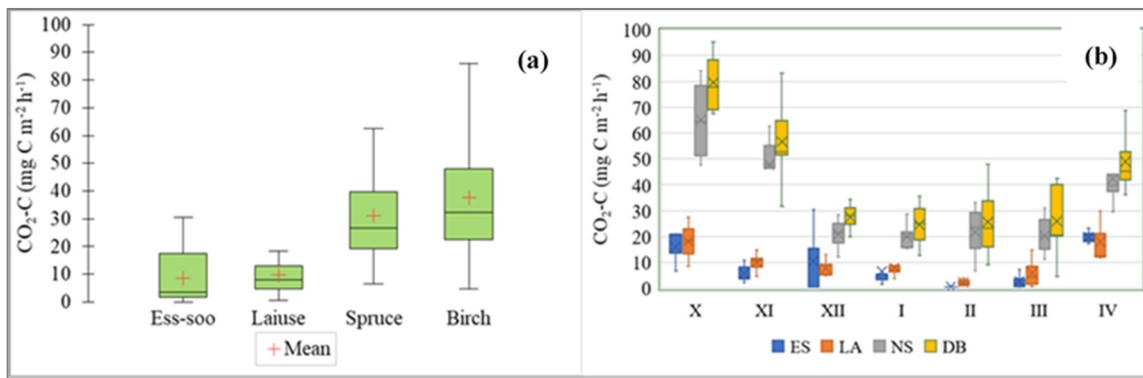 (a)
CO₂-C (mg C m⁻² h⁻¹)
100
90
80
70
60
50
40
30
20
10
0
Ess-soo Laiuse Spruce Birch
+ Mean
(b)
CO₂-C (mg C m⁻² h⁻¹)
100
90
80
70
60
50
40
30
20
10
0
X XI XII I II III IV
ES LA NS DB